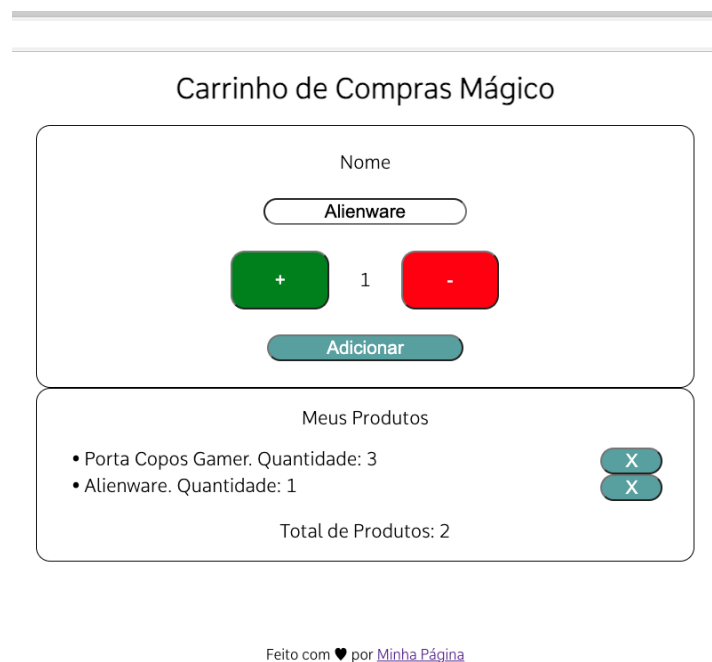 Carrinho de Compras Mágico
Nome
Alienware
+ 1 -
Adicionar
Meus Produtos
• Porta Copos Gamer. Quantidade: 3 X
• Alienware. Quantidade: 1 X
Total de Produtos: 2
Feito com ♥ por Minha Página